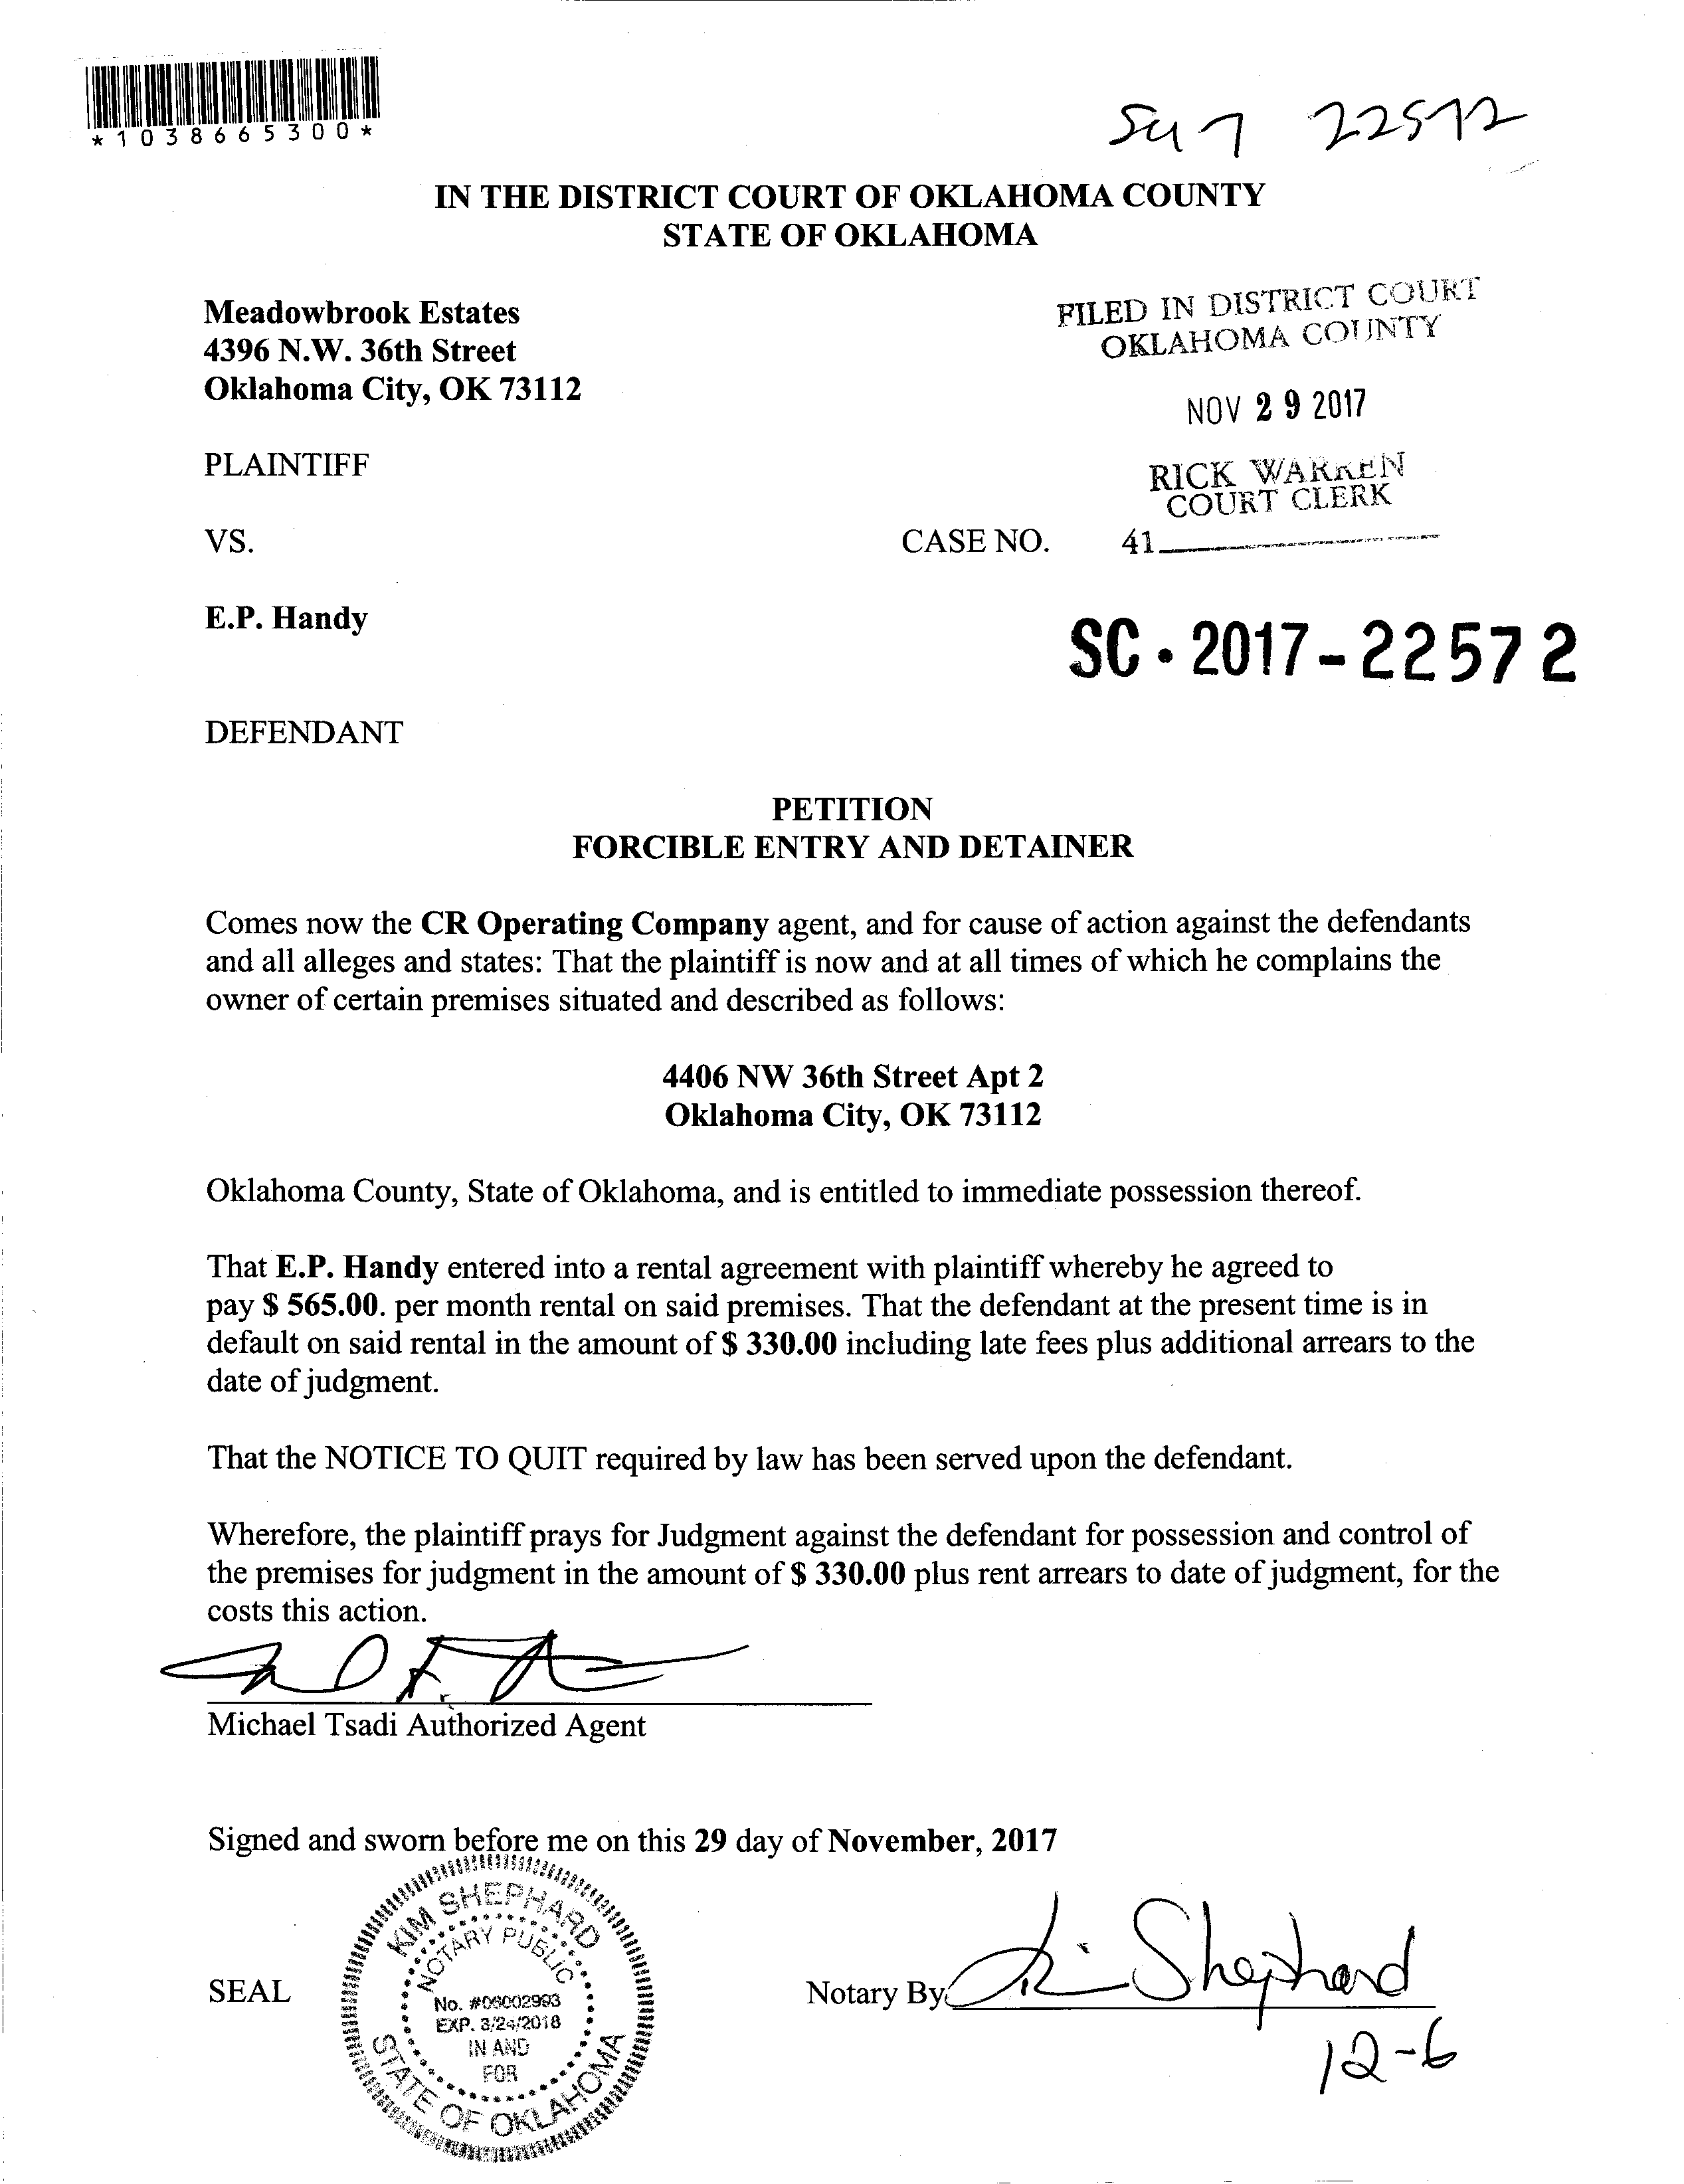 *1038665300*
22572
IN THE DISTRICT COURT OF OKLAHOMA COUNTY
STATE OF OKLAHOMA
Meadowbrook Estates
4396 N.W. 36th Street
Oklahoma City, OK 73112
FILED IN DISTRICT COURT
OKLAHOMA COUNTY
NOV 29 2017
PLAINTIFF
RICK WARREN
COURT CLERK
VS.
CASE NO.
41
E.P. Handy
SC • 2017-22572
DEFENDANT
PETITION
FORCIBLE ENTRY AND DETAINER
Comes now the CR Operating Company agent, and for cause of action against the defendants
and all alleges and states: That the plaintiff is now and at all times of which he complains the
owner of certain premises situated and described as follows:
4406 NW 36th Street Apt 2
Oklahoma City, OK 73112
Oklahoma County, State of Oklahoma, and is entitled to immediate possession thereof.
That E.P. Handy entered into a rental agreement with plaintiff whereby he agreed to
pay $ 565.00. per month rental on said premises. That the defendant at the present time is in
default on said rental in the amount of $ 330.00 including late fees plus additional arrears to the
date of judgment.
That the NOTICE TO QUIT required by law has been served upon the defendant.
Wherefore, the plaintiff prays for Judgment against the defendant for possession and control of
the premises for judgment in the amount of $ 330.00 plus rent arrears to date of judgment, for the
costs this action.
Michael Tsadi Authorized Agent
Signed and sworn before me on this 29 day of November, 2017
SEAL
KIM SHEPHARD
NOTARY PUBLIC
No. #06002993
EXP. 3/24/2018
IN AND
FOR
STATE OF OKLAHOMA
Notary By
Ki Shephard
12-6